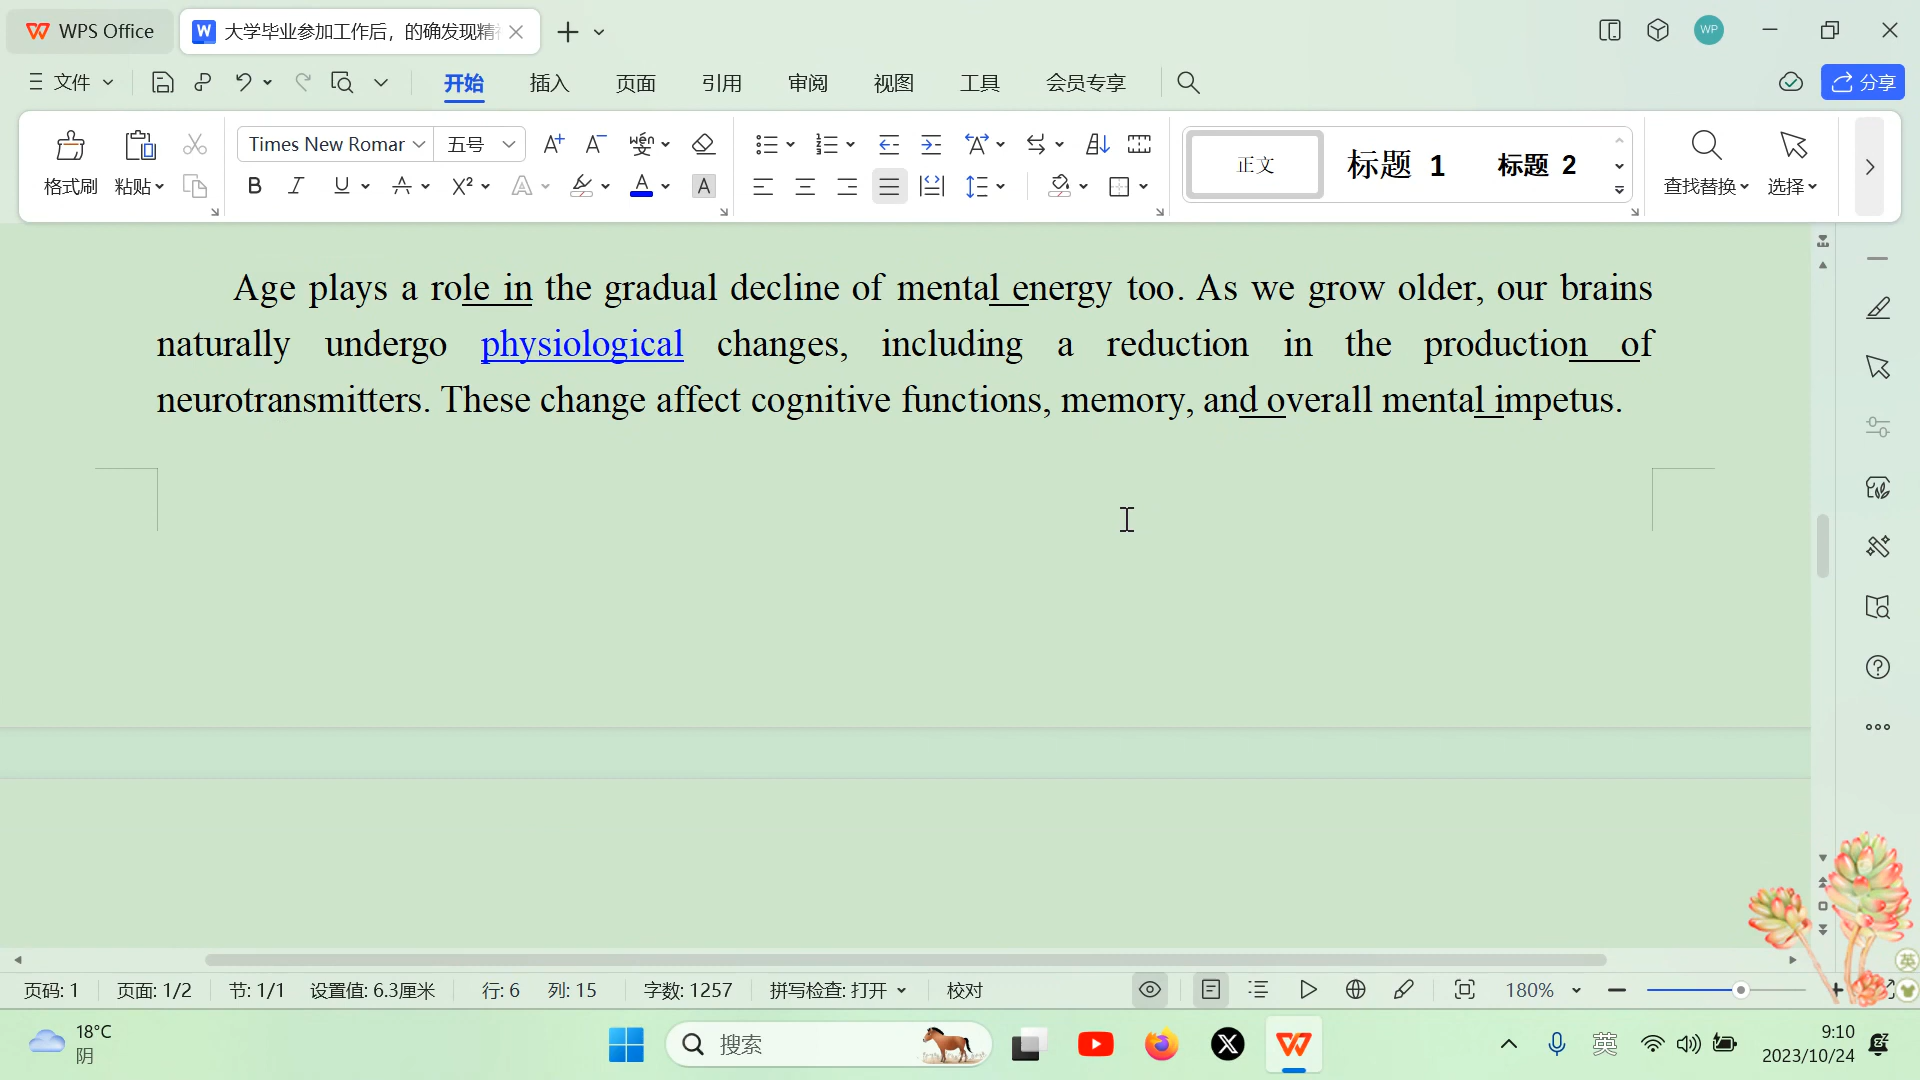 WPS Office
大学毕业参加工作后，的确发现精
WP
文件
开始
插入
页面
引用
审阅
视图
工具
会员专享
分享
格式刷
粘贴
Times New Romar
五号
正文
标题 1
标题 2
查找替换
选择
Age plays a role in the gradual decline of mental energy too. As we grow older, our brains
naturally undergo physiological changes, including a reduction in the production of
neurotransmitters. These change affect cognitive functions, memory, and overall mental impetus.
页码: 1
页面: 1/2
节: 1/1
设置值: 6.3厘米
行: 6
列: 15
字数: 1257
拼写检查: 打开
校对
180%
英
18°C
阴
搜索
英
9:10
2023/10/24